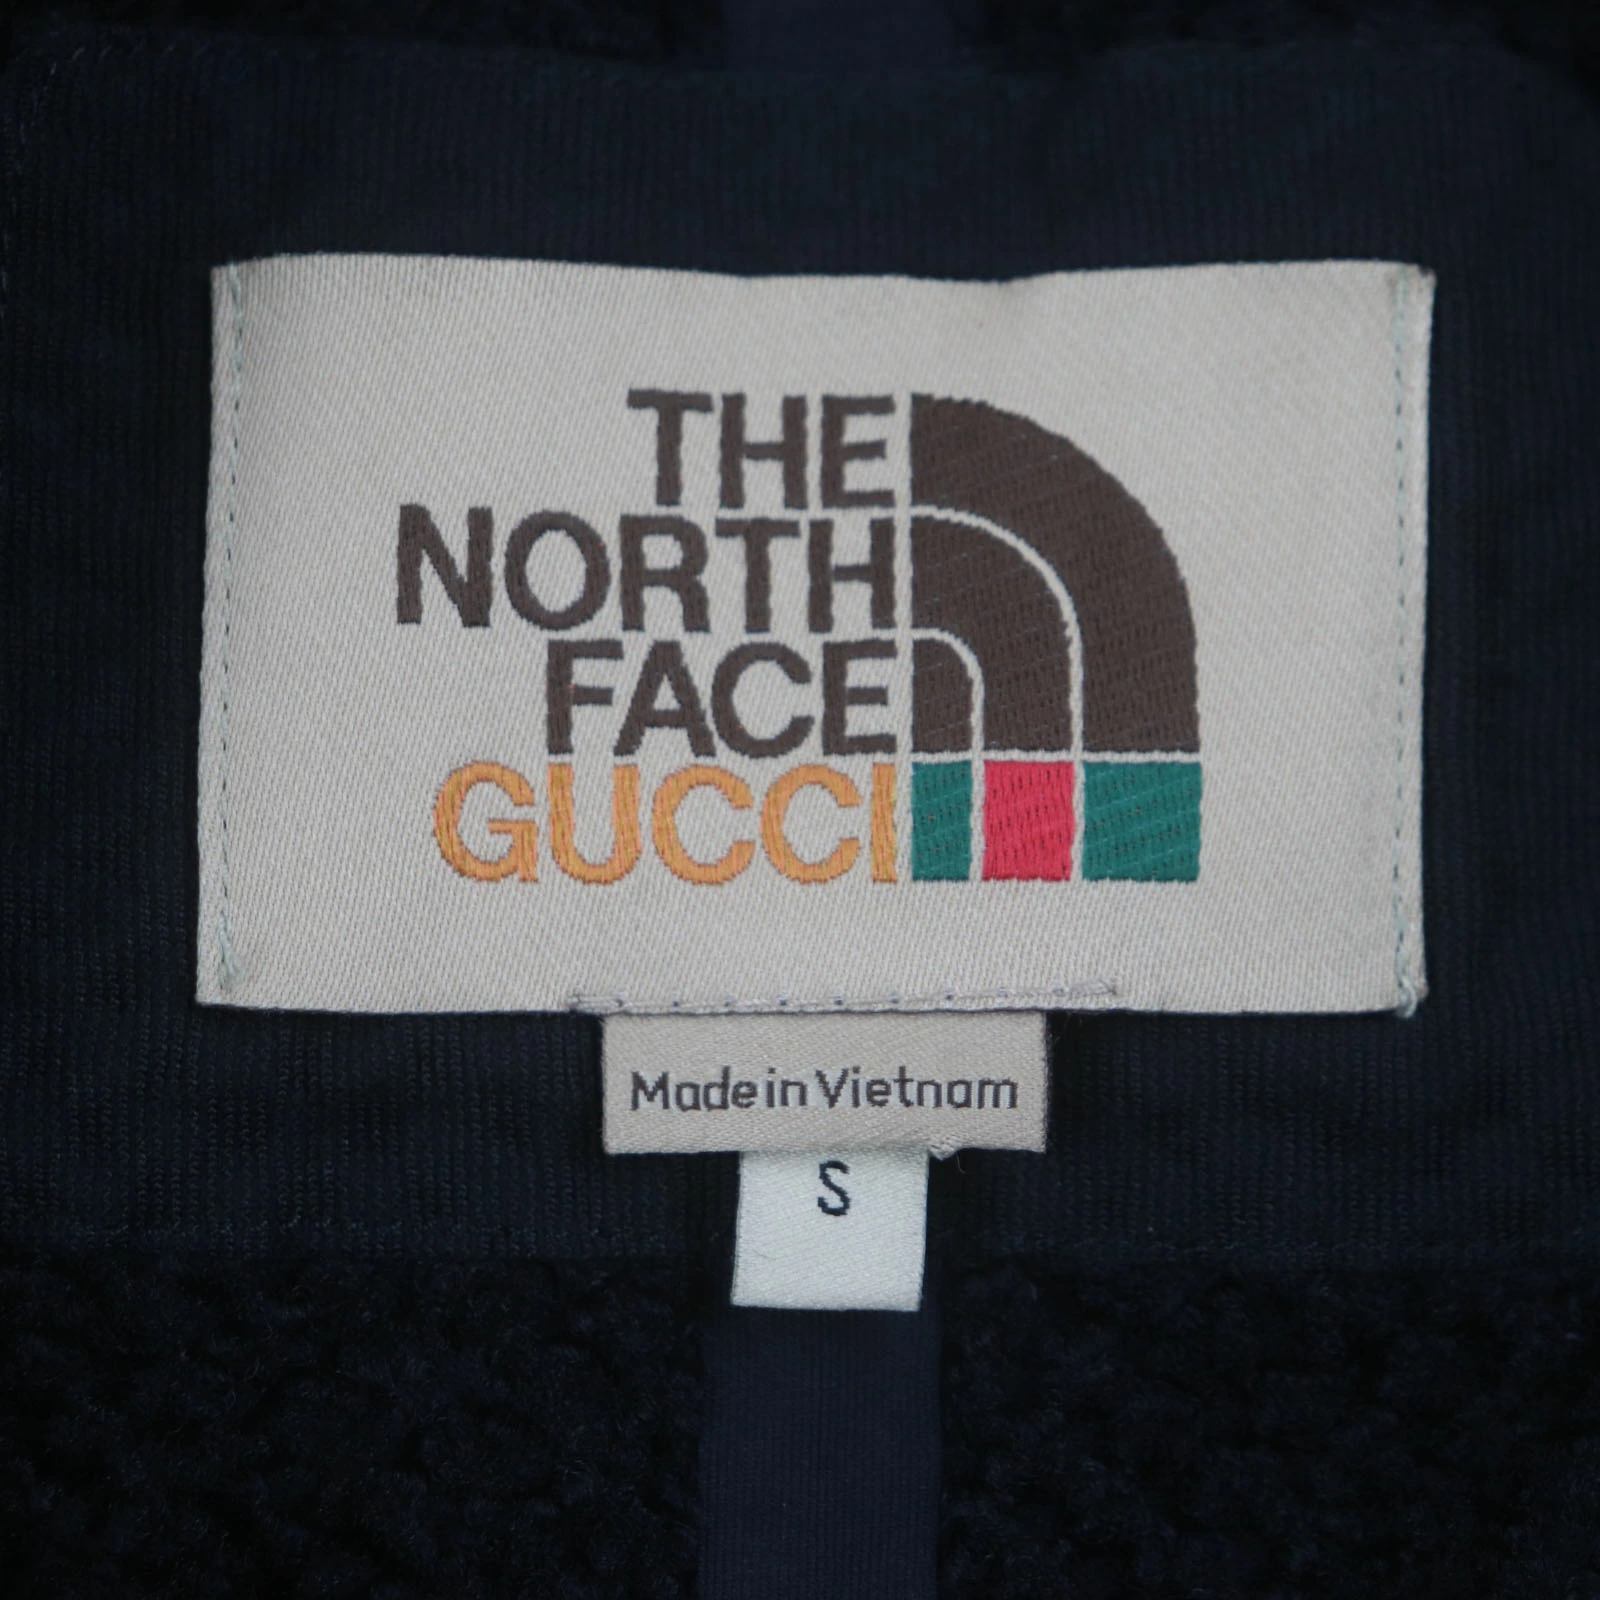 THE
NORTH
FACE
GUCCI
Made in Vietnam
S